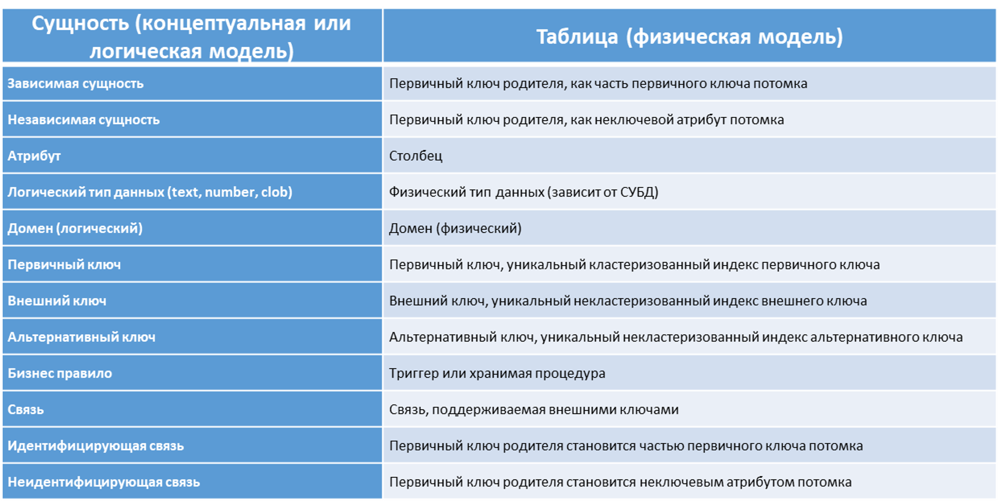 Сущность (концептуальная или
логическая модель)
Таблица (физическая модель)
Зависимая сущность
Первичный ключ родителя, как часть первичного ключа потомка
Независимая сущность
Первичный ключ родителя, как неключевой атрибут потомка
Атрибут
Столбец
Логический тип данных (text, number, clob)
Физический тип данных (зависит от СУБД)
Домен (логический)
Домен (физический)
Первичный ключ
Первичный ключ, уникальный кластеризованный индекс первичного ключа
Внешний ключ
Внешний ключ, уникальный некластеризованный индекс внешнего ключа
Альтернативный ключ
Альтернативный ключ, уникальный некластеризованный индекс альтернативного ключа
Бизнес правило
Триггер или хранимая процедура
Связь
Связь, поддерживаемая внешними ключами
Идентифицирующая связь
Первичный ключ родителя становится частью первичного ключа потомка
Неидентифицирующая связь
Первичный ключ родителя становится неключевым атрибутом потомка